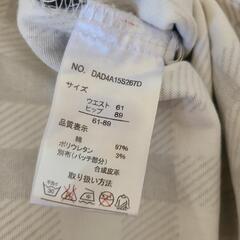 NO. DAD4A15S267D
サイズ
ウエスト 61
ヒップ 89
61-89
品質表示
綿 97%
ポリウレタン 3%
別布(パッチ部分)
合成皮革
取り扱い方法